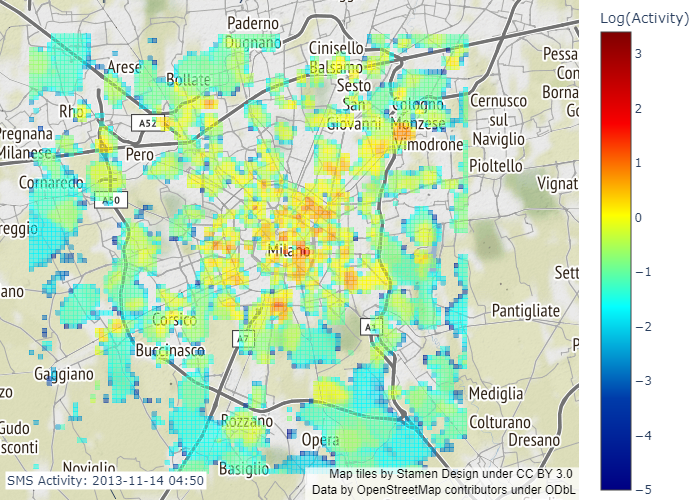 Log(Activity)
Paderno
Dugnano
Cinisello
Balsamo
Arese
Bollate
Sesto
San
Giovanni
Pessa
Con
Borna
Go
Cologno
Monzese
Cernusco
sul
Naviglio
Rho
A52
Pregnana
Milanese
Pero
Vimodrone
Pioltello
Cornaredo
A50
Vignat
reggio
Milano
Sett
ano
Pantigliate
Corsico
A7
A1
Buccinasco
P
Gaggiano
zo
Mediglia
Rozzano
Colturano
Gudo
sconti
Opera
Dresano
Noviglio
Basiglio
SMS Activity: 2013-11-14 04:50
Map tiles by Stamen Design under CC BY 3.0
Data by OpenStreetMap contributors under ODbL
3
2
1
0
−1
−2
−3
−4
−5